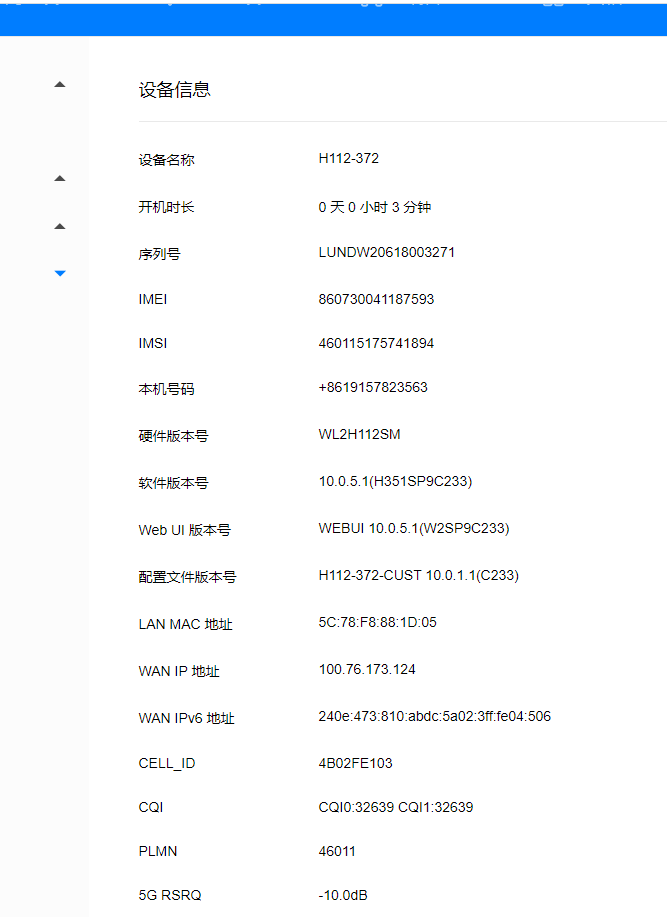 设备信息
设备名称 H112-372
开机时长 0 天 0 小时 3 分钟
序列号 LUNDW20618003271
IMEI 860730041187593
IMSI 460115175741894
本机号码 +8619157823563
硬件版本号 WL2H112SM
软件版本号 10.0.5.1(H351SP9C233)
Web UI 版本号 WEBUI 10.0.5.1(W2SP9C233)
配置文件版本号 H112-372-CUST 10.0.1.1(C233)
LAN MAC 地址 5C:78:F8:88:1D:05
WAN IP 地址 100.76.173.124
WAN IPv6 地址 240e:473:810:abdc:5a02:3ff:fe04:506
CELL_ID 4B02FE103
CQI CQI0:32639 CQI1:32639
PLMN 46011
5G RSRQ -10.0dB